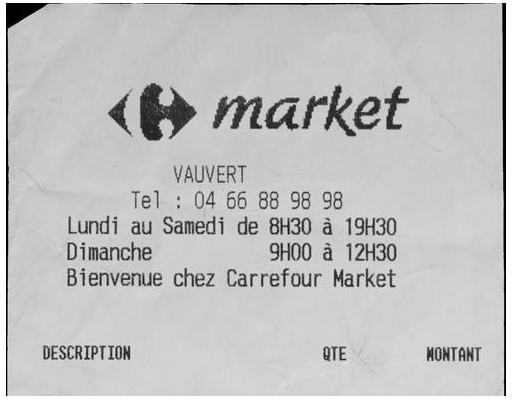 market
VAUVERT
Tel : 04 66 88 98 98
Lundi au Samedi de 8H30 à 19H30
Dimanche 9H00 à 12H30
Bienvenue chez Carrefour Market
DESCRIPTION QTE MONTANT